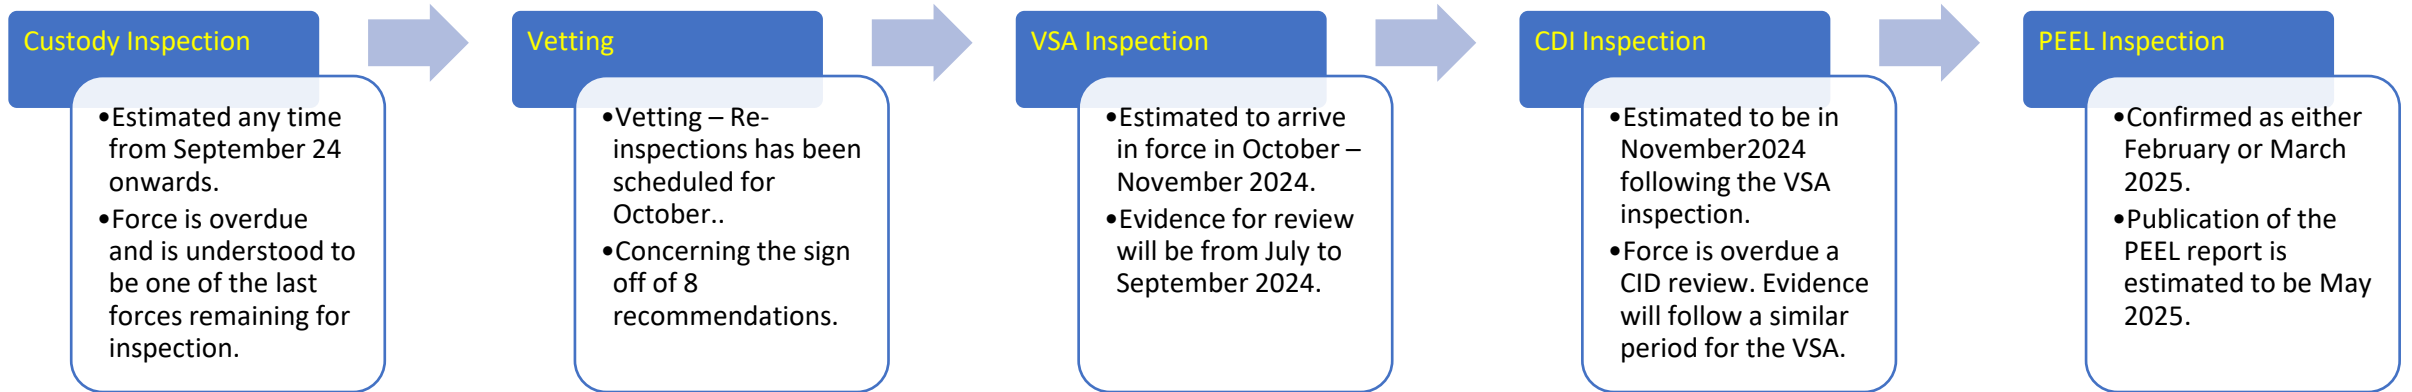 Custody Inspection
•Estimated any time
from September 24
onwards.
•Force is overdue
and is understood to
be one of the last
forces remaining for
inspection.
Vetting
•Vetting – Re-
inspections has been
scheduled for
October..
•Concerning the sign
off of 8
recommendations.
VSA Inspection
•Estimated to arrive
in force in October –
November 2024.
•Evidence for review
will be from July to
September 2024.
CDI Inspection
•Estimated to be in
November2024
following the VSA
inspection.
•Force is overdue a
CID review. Evidence
will follow a similar
period for the VSA.
PEEL Inspection
•Confirmed as either
February or March
2025.
•Publication of the
PEEL report is
estimated to be May
2025.